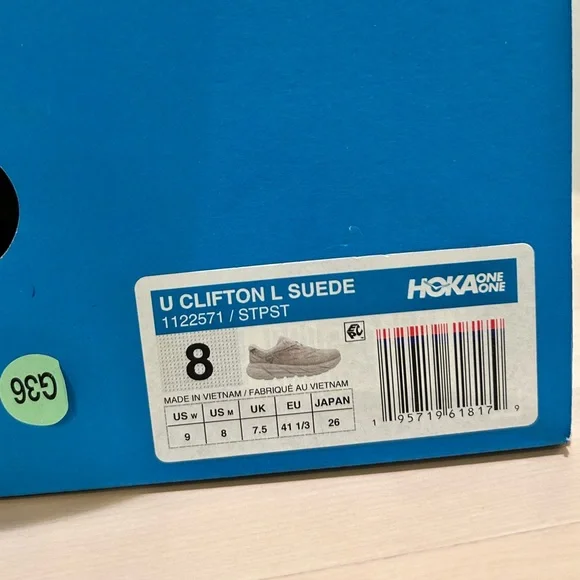 U CLIFTON L SUEDE
1122571 / STPST
HOKA ONE ONE
8
MADE IN VIETNAM / FABRIQUÉ AU VIETNAM
US W US M UK EU JAPAN
9 8 7.5 41 1/3 26
1 95719 61817 9
G36